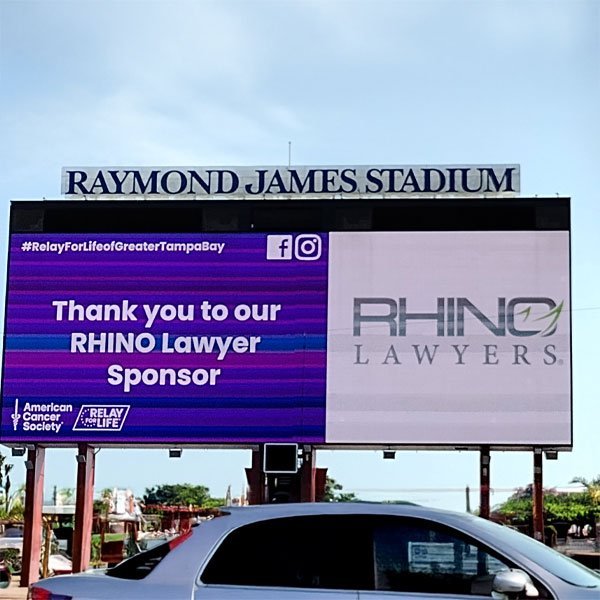 RAYMOND JAMES STADIUM
#RelayForLifeofGreaterTampaBay
Thank you to our
RHINO Lawyer
Sponsor
American
Cancer
Society®
RELAY
FOR
LIFE
RHINO
LAWYERS®